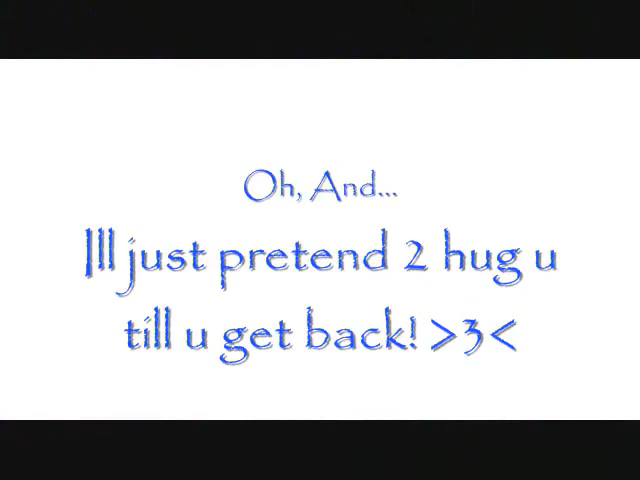 Oh, And...
Ill just pretend 2 hug u
till u get back! >3<